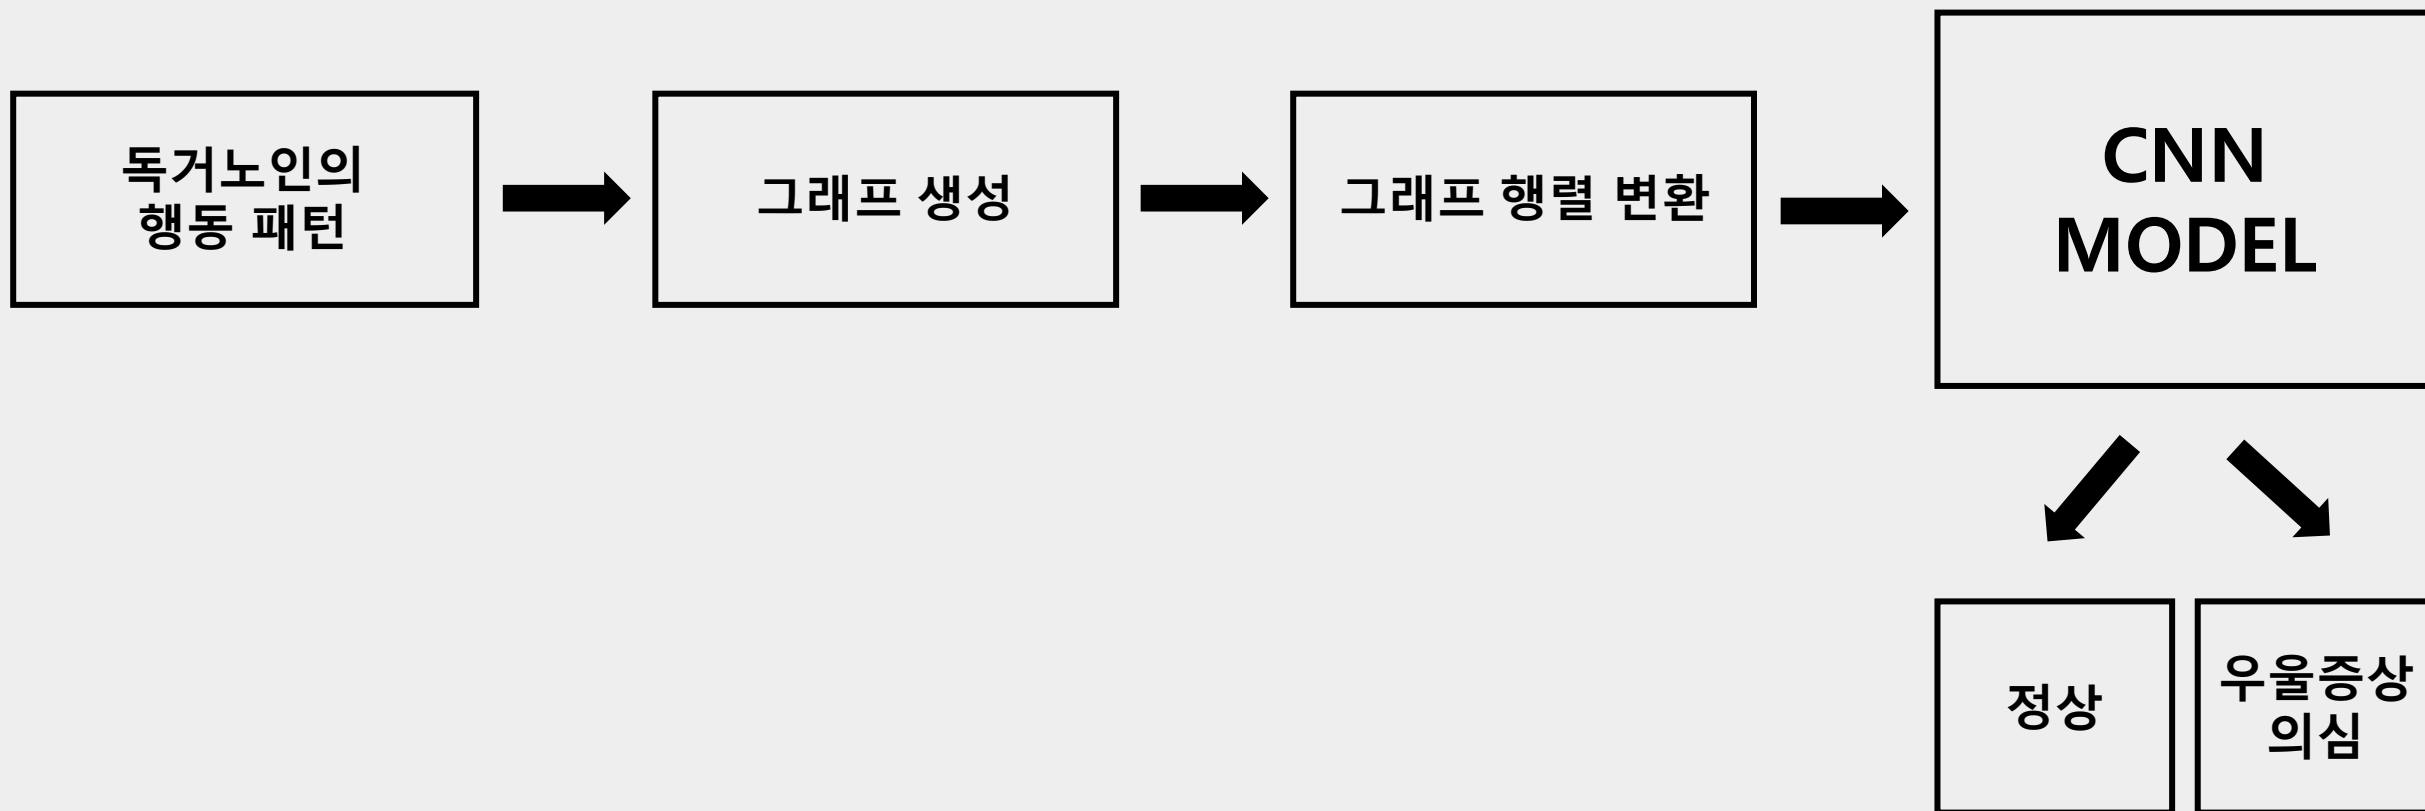 독거노인의
행동 패턴
그래프 생성
그래프 행렬 변환
CNN
MODEL
정상
우울증상
의심